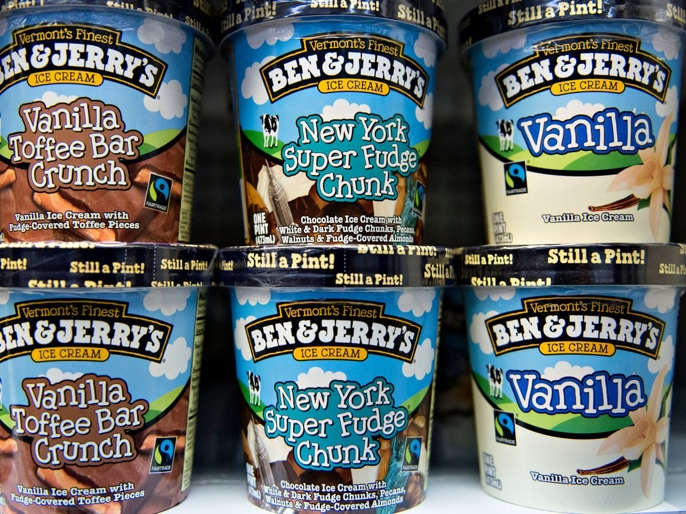 Still a Pint! Still a Pint!
Still a Pint!
Still a Pint!
Vermont's Finest
BEN & JERRY'S
ICE CREAM
Vanilla
Toffee Bar
Crunch
FAIRTRADE
Vanilla Ice Cream with
Fudge-Covered Toffee Pieces
Vermont's Finest
BEN & JERRY'S
ICE CREAM
New York
Super Fudge
Chunk
FAIRTRADE
ONE
PINT
(473mL)
Chocolate Ice Cream with
White & Dark Fudge Chunks, Pecans,
Walnuts & Fudge-Covered Almonds
Vermont's Finest
BEN & JERRY'S
ICE CREAM
Vanilla
FAIRTRADE
ONE
PINT
Vanilla Ice Cream
Still a Pint! Still a Pint!
Still a Pint! Still a Pint!
Still a Pint! Still a Pint!
Vermont's Finest
BEN & JERRY'S
ICE CREAM
Vanilla
Toffee Bar
Crunch
FAIRTRADE
Vanilla Ice Cream with
Fudge-Covered Toffee Pieces
Vermont's Finest
BEN & JERRY'S
ICE CREAM
New York
Super Fudge
Chunk
FAIRTRADE
ONE
PINT
Chocolate Ice Cream with
White & Dark Fudge Chunks, Pecans,
Walnuts & Fudge-Covered Almonds
Vermont's Finest
BEN & JERRY'S
ICE CREAM
Vanilla
FAIRTRADE
ONE
PINT
Vanilla Ice Cream